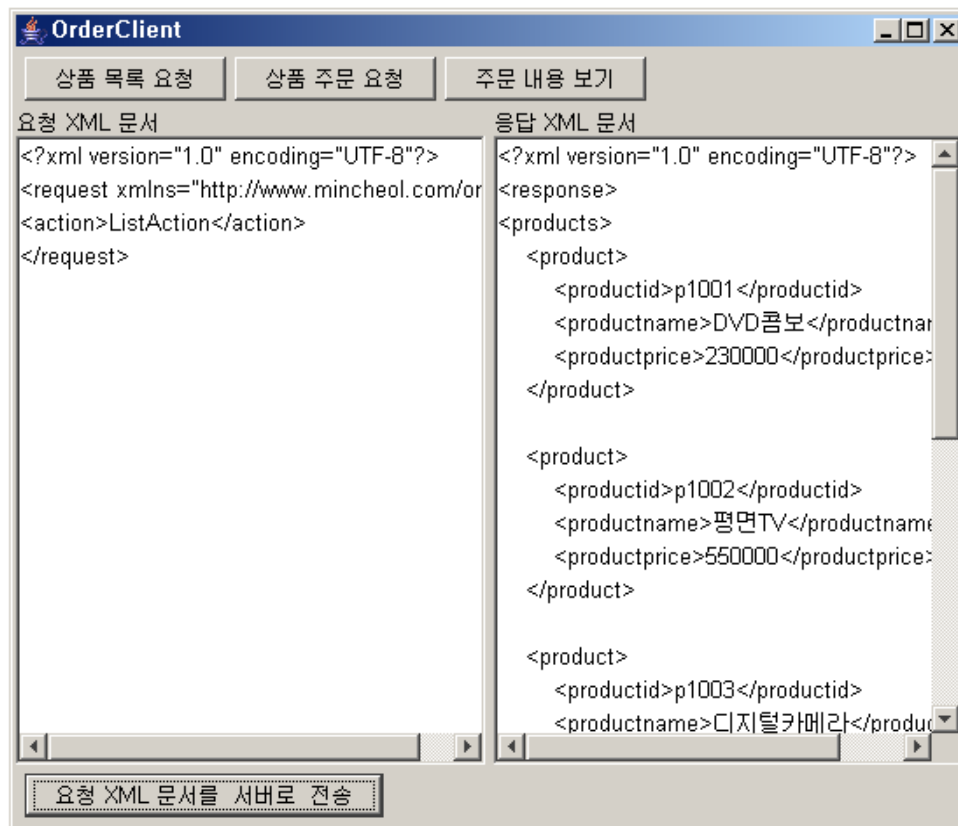 OrderClient
상품 목록 요청 상품 주문 요청 주문 내용 보기
요청 XML 문서
<?xml version="1.0" encoding="UTF-8"?>
<request xmlns="http://www.mincheol.com/or
<action>ListAction</action>
</request>
응답 XML 문서
<?xml version="1.0" encoding="UTF-8"?>
<response>
<products>
<product>
<productid>p1001</productid>
<productname>DVD콤보</productnar
<productprice>230000</productprice>
</product>
<product>
<productid>p1002</productid>
<productname>평면TV</productname
<productprice>550000</productprice>
</product>
<product>
<productid>p1003</productid>
<productname>디지털카메라</produc
요청 XML 문서를 서버로 전송